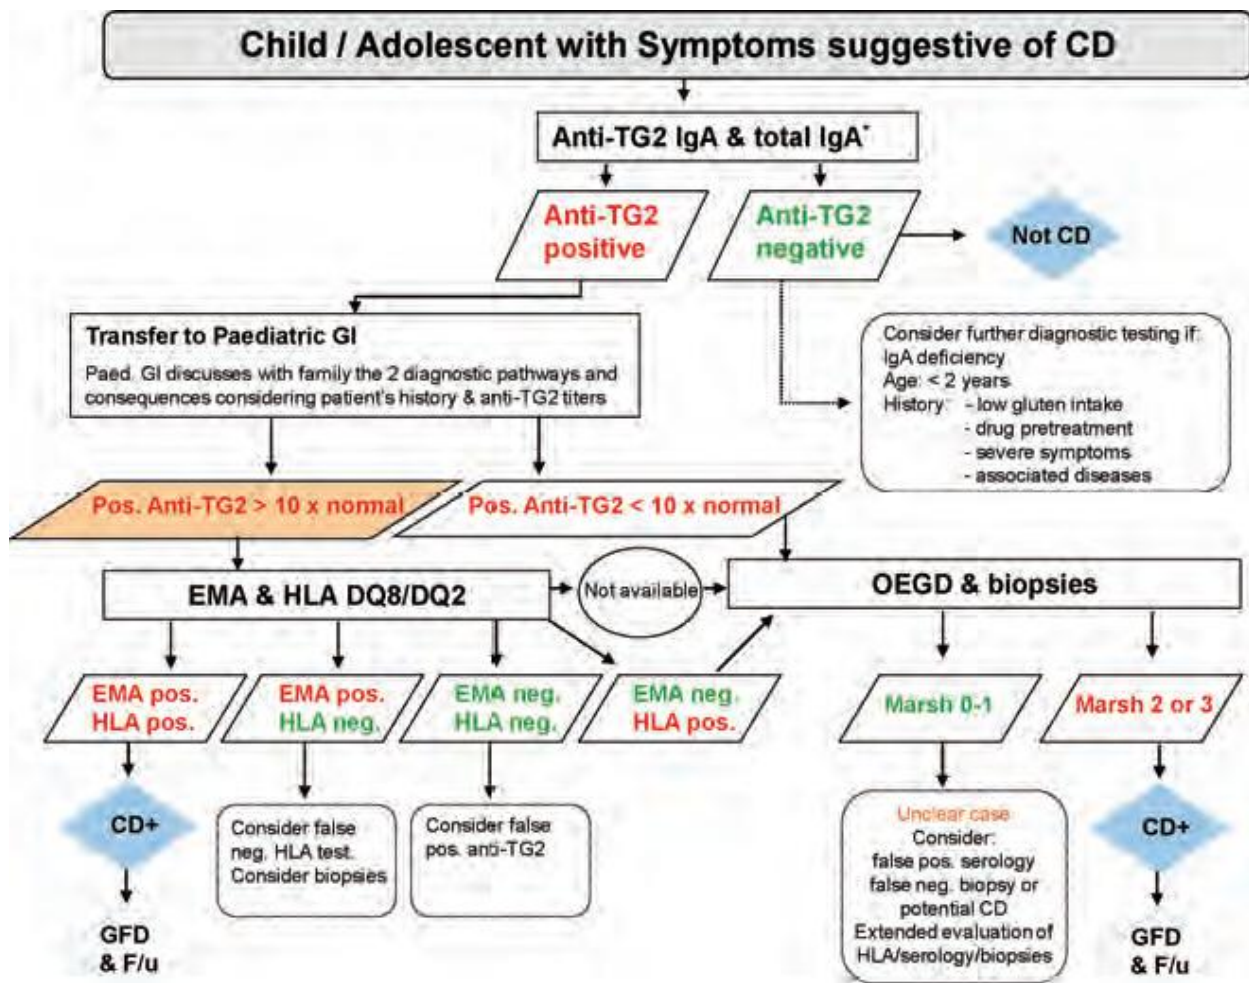 Child / Adolescent with Symptoms suggestive of CD
Anti-TG2 IgA & total IgA*
Anti-TG2
positive
Anti-TG2
negative
Not CD
Transfer to Paediatric GI
Paed. GI discusses with family the 2 diagnostic pathways and
consequences considering patient's history & anti-TG2 titers
Consider further diagnostic testing if:
IgA deficiency
Age: < 2 years
History: - low gluten intake
- drug pretreatment
- severe symptoms
- associated diseases
Pos. Anti-TG2 > 10 x normal
Pos. Anti-TG2 < 10 x normal
EMA & HLA DQ8/DQ2
Not available
OEGD & biopsies
EMA pos.
HLA pos.
EMA pos.
HLA neg.
EMA neg.
HLA neg.
EMA neg.
HLA pos.
Marsh 0-1
Marsh 2 or 3
CD+
Consider false
neg. HLA test.
Consider biopsies
Consider false
pos. anti-TG2
Unclear case
Consider:
false pos. serology
false neg. biopsy or
potential CD
Extended evaluation of
HLA/serology/biopsies
CD+
GFD
& F/u
GFD
& F/u